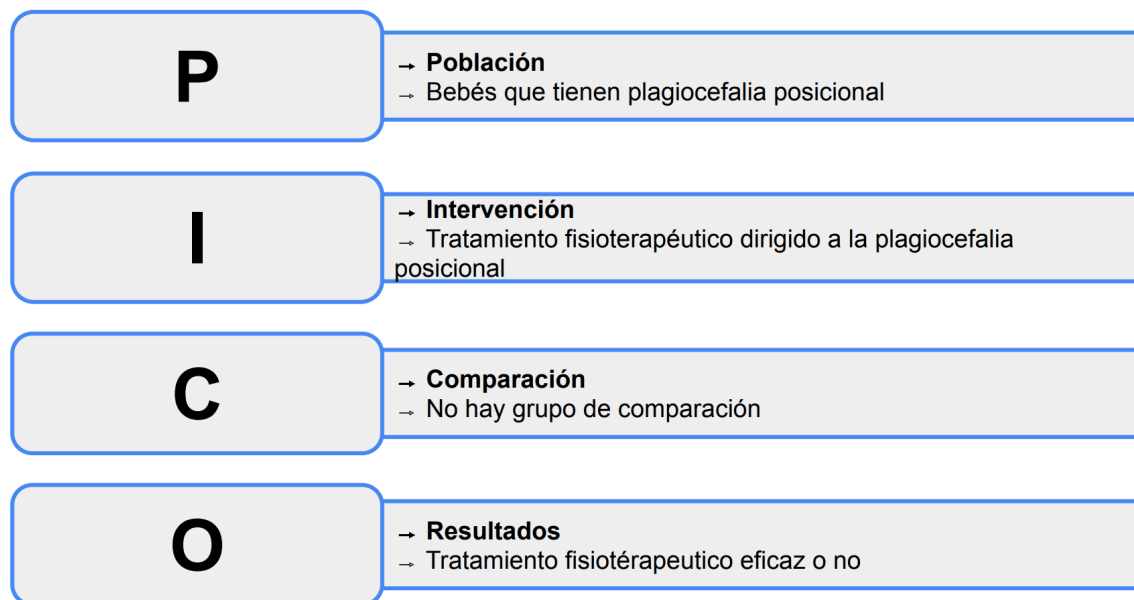 P
→ Población
→ Bebés que tienen plagiocefalia posicional
I
→ Intervención
→ Tratamiento fisioterapéutico dirigido a la plagiocefalia
posicional
C
→ Comparación
→ No hay grupo de comparación
O
→ Resultados
→ Tratamiento fisiotérapeutico eficaz o no